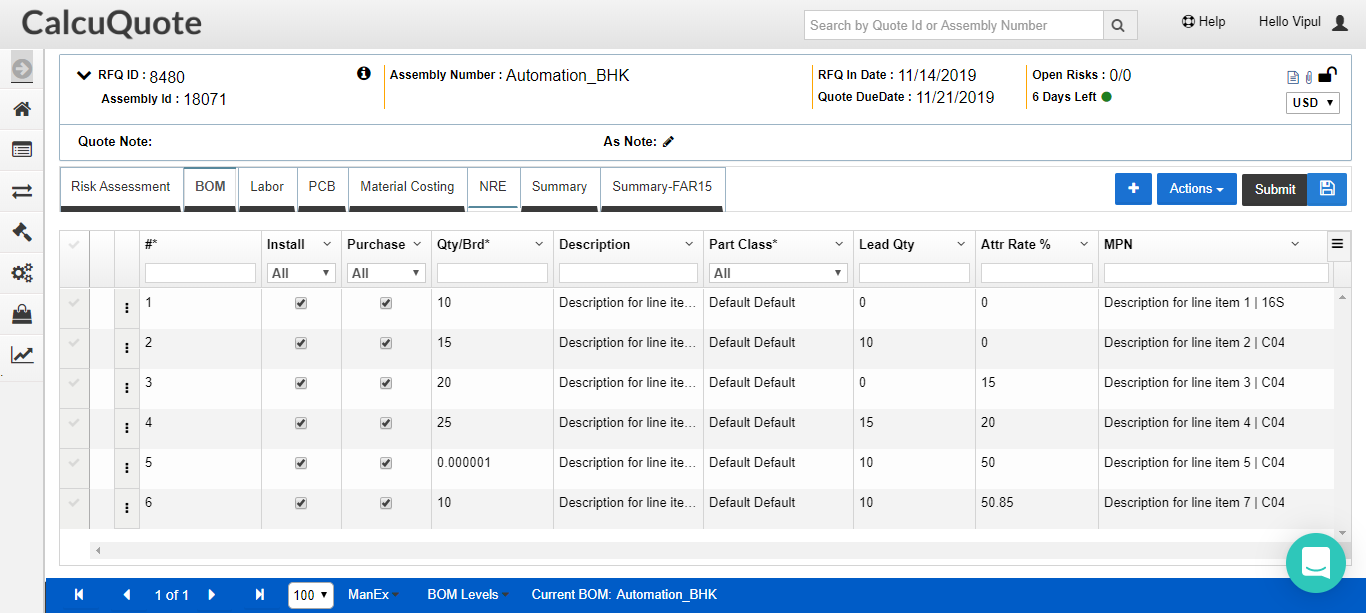 CalcuQuote
Search by Quote Id or Assembly Number
Help
Hello Vipul
RFQ ID : 8480
Assembly Number : Automation_BHK
RFQ In Date : 11/14/2019
Open Risks : 0/0
Assembly Id : 18071
Quote DueDate : 11/21/2019
6 Days Left
USD
Quote Note:
As Note:
Risk Assessment
BOM
Labor
PCB
Material Costing
NRE
Summary
Summary-FAR15
+
Actions
Submit
#* Install Purchase Qty/Brd* Description Part Class* Lead Qty Attr Rate % MPN
All All All
1 10 Description for line ite... Default Default 0 0 Description for line item 1 | 16S
2 15 Description for line ite... Default Default 10 0 Description for line item 2 | C04
3 20 Description for line ite... Default Default 0 15 Description for line item 3 | C04
4 25 Description for line ite... Default Default 15 20 Description for line item 4 | C04
5 0.000001 Description for line ite... Default Default 10 50 Description for line item 5 | C04
6 10 Description for line ite... Default Default 10 50.85 Description for line item 7 | C04
1 of 1
100
ManEx
BOM Levels
Current BOM: Automation_BHK